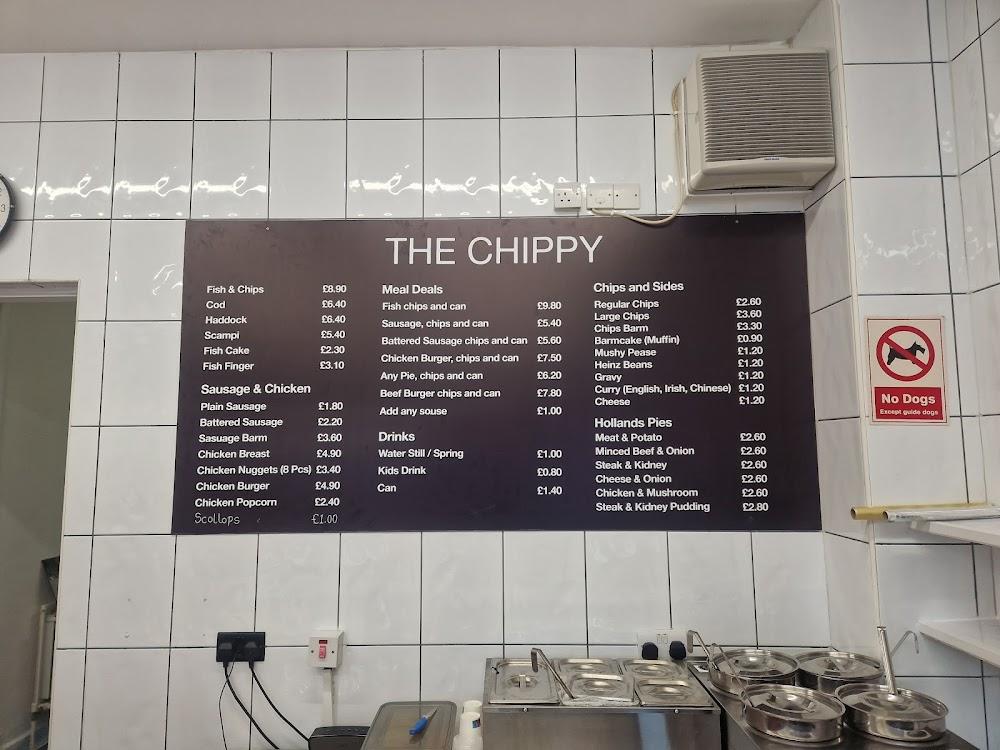 THE CHIPPY
Fish & Chips £8.90
Cod £6.40
Haddock £6.40
Scampi £5.40
Fish Cake £2.30
Fish Finger £3.10
Sausage & Chicken
Plain Sausage £1.80
Battered Sausage £2.20
Sasuage Barm £3.60
Chicken Breast £4.90
Chicken Nuggets (8 Pcs) £3.40
Chicken Burger £4.90
Chicken Popcorn £2.40
Scollops £1.00
Meal Deals
Fish chips and can £9.80
Sausage, chips and can £5.40
Battered Sausage chips and can £5.60
Chicken Burger, chips and can £7.50
Any Pie, chips and can £6.20
Beef Burger chips and can £7.80
Add any souse £1.00
Drinks
Water Still / Spring £1.00
Kids Drink £0.80
Can £1.40
Chips and Sides
Regular Chips £2.60
Large Chips £3.60
Chips Barm £3.30
Barmcake (Muffin) £0.90
Mushy Pease £1.20
Heinz Beans £1.20
Gravy £1.20
Curry (English, Irish, Chinese) £1.20
Cheese £1.20
Hollands Pies
Meat & Potato £2.60
Minced Beef & Onion £2.60
Steak & Kidney £2.60
Cheese & Onion £2.60
Chicken & Mushroom £2.60
Steak & Kidney Pudding £2.80
No Dogs
Except guide dogs
3